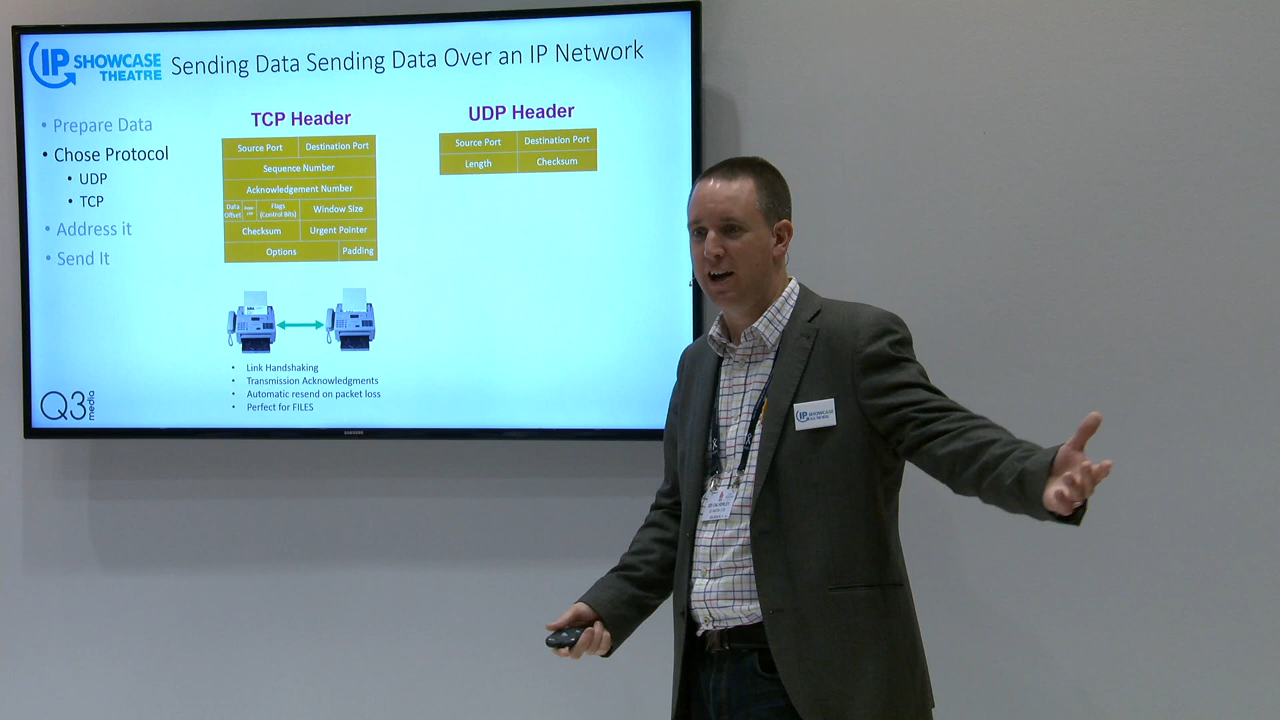 IP SHOWCASE THEATRE
Sending Data Sending Data Over an IP Network
• Prepare Data
• Chose Protocol
• UDP
• TCP
• Address it
• Send It
TCP Header
Source Port Destination Port
Sequence Number
Acknowledgement Number
Data Offset Flags (Control Bits) Window Size
Checksum Urgent Pointer
Options Padding
• Link Handshaking
• Transmission Acknowledgments
• Automatic resend on packet loss
• Perfect for FILES
UDP Header
Source Port Destination Port
Length Checksum
Q3 media
SAMSUNG
IP SHOWCASE